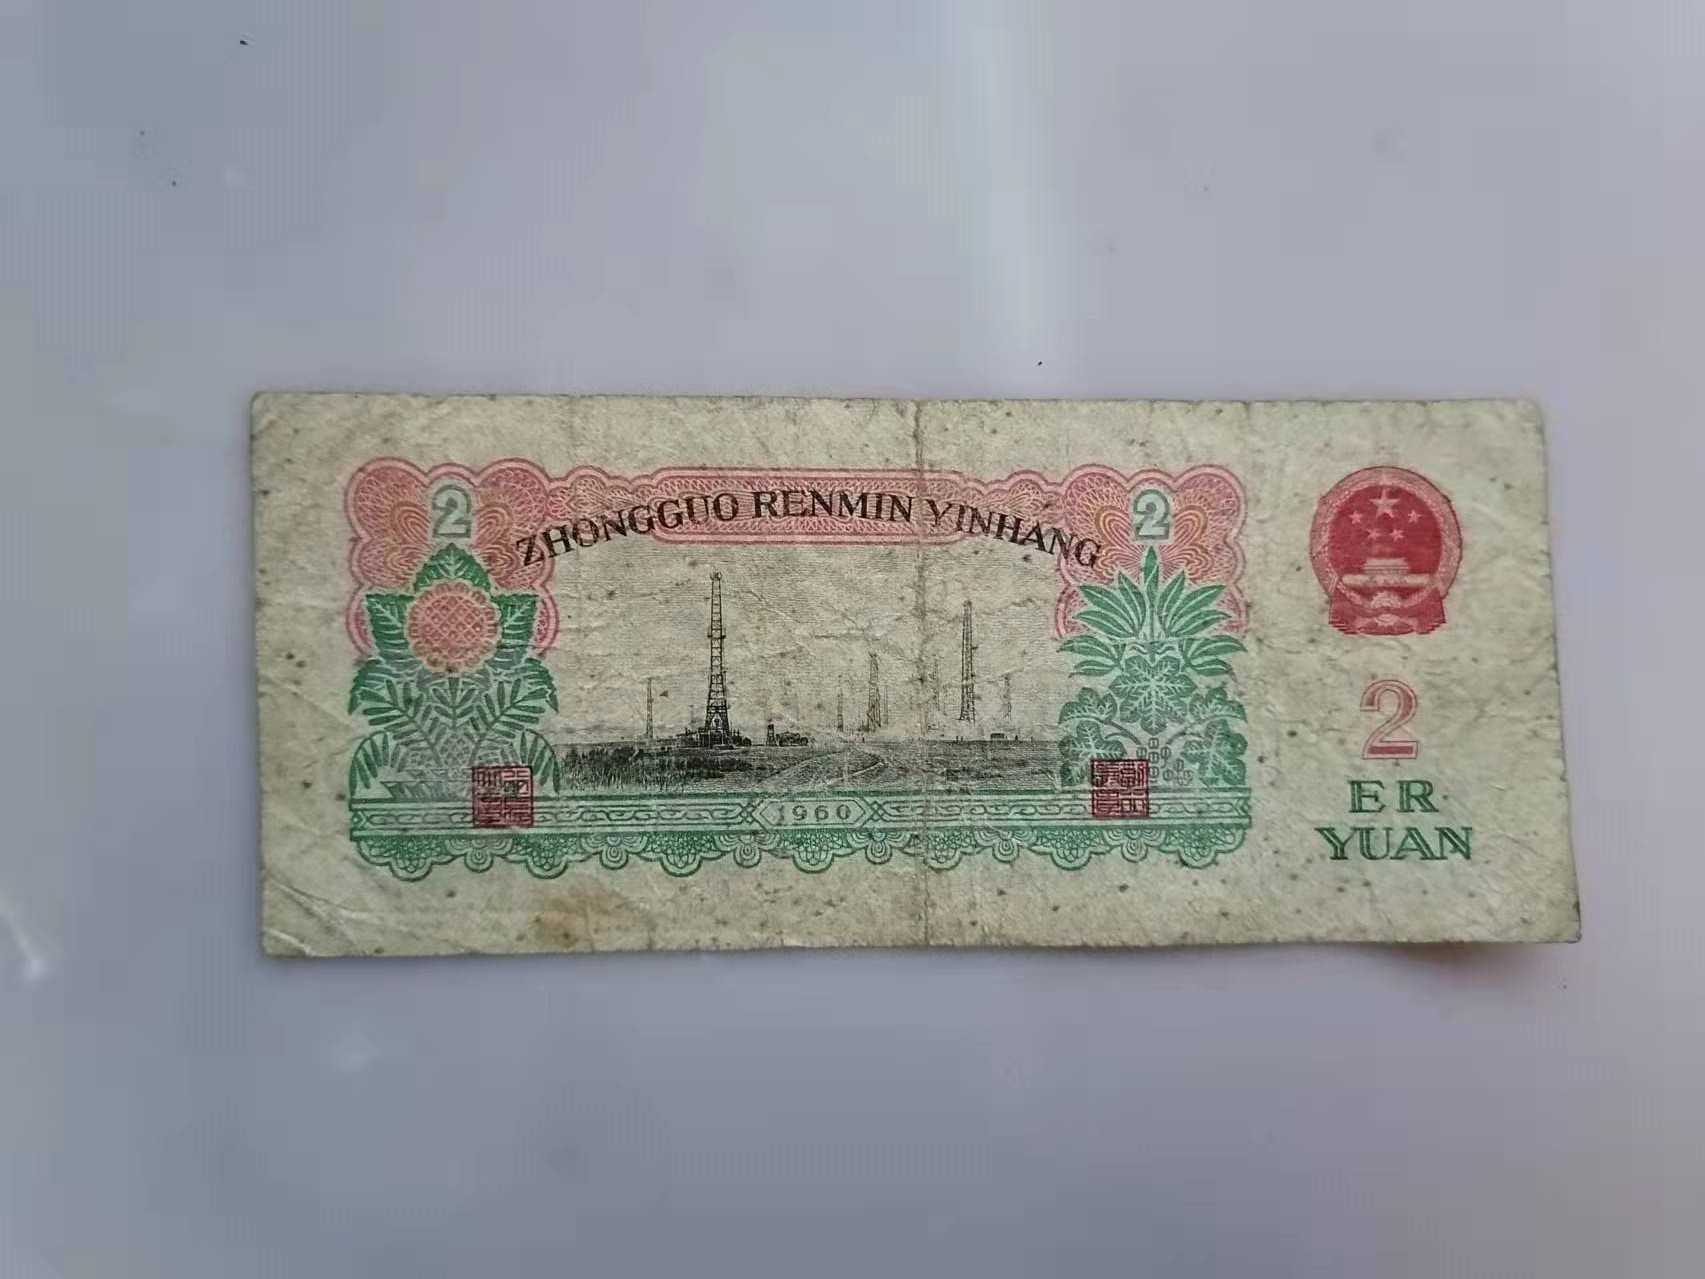 2 2
ZHONGGUO RENMIN YINHANG
2
ER
YUAN
1960